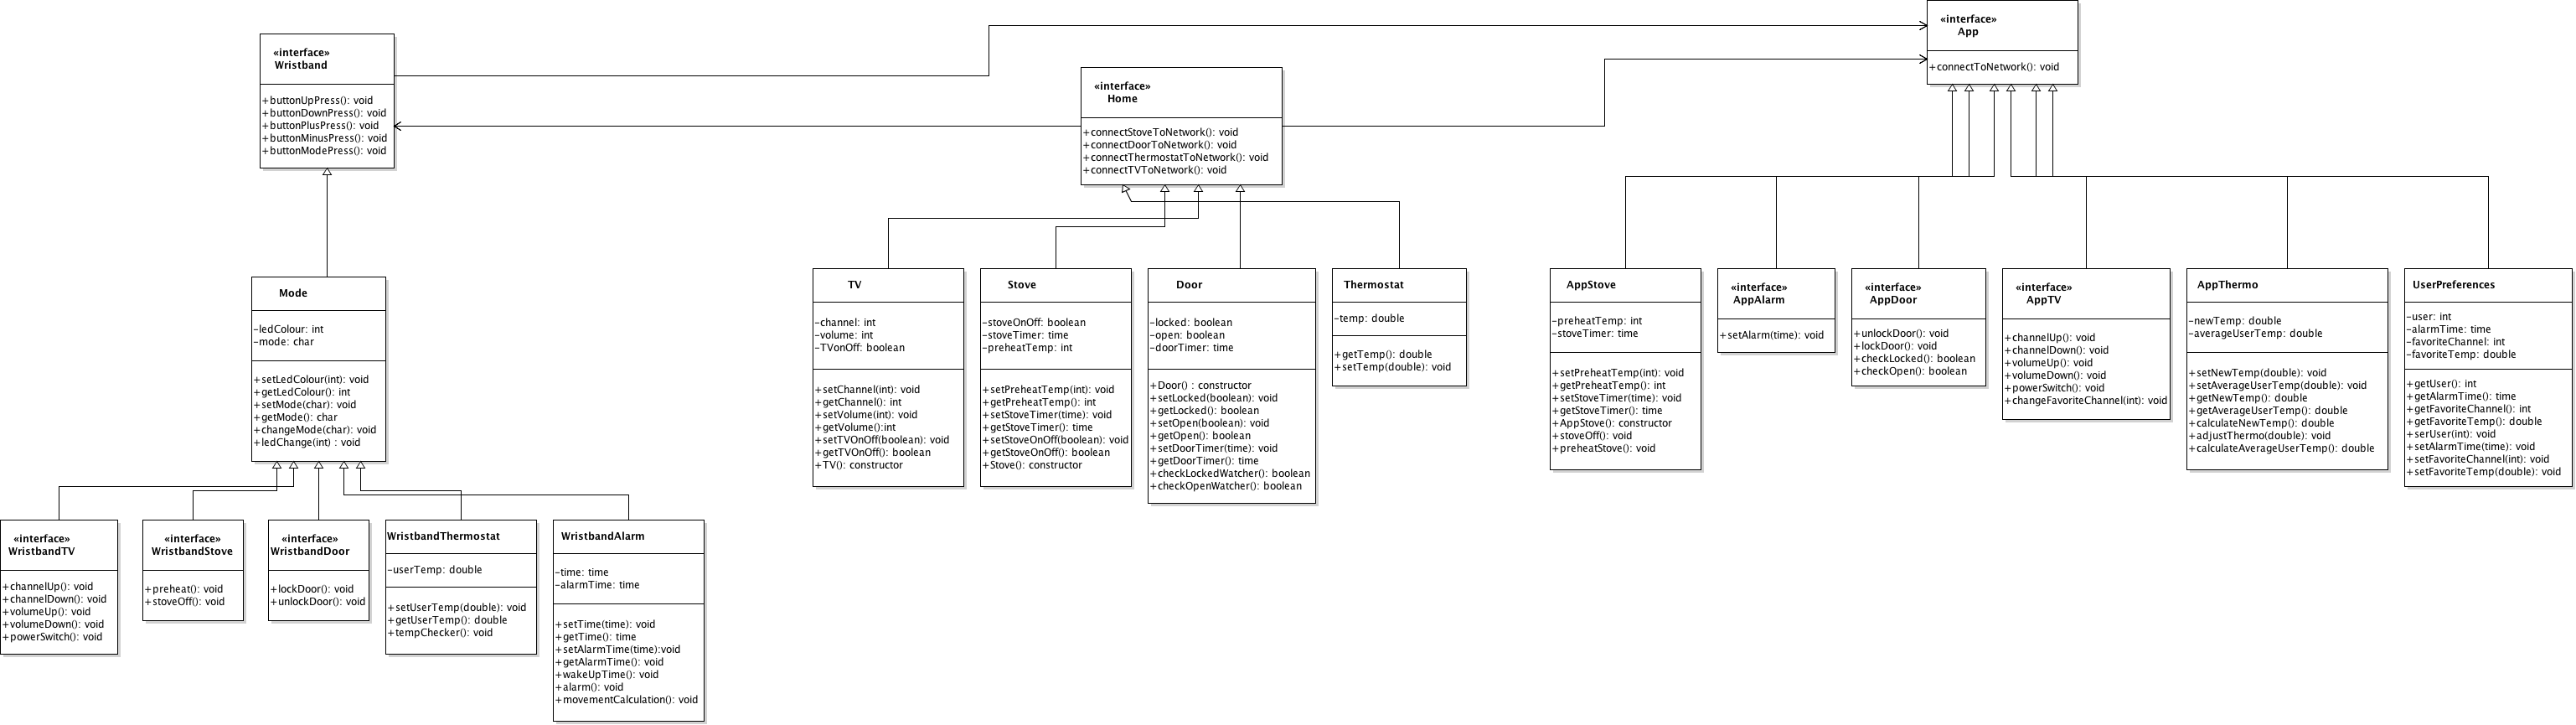 «interface»
Wristband
+buttonUpPress(): void
+buttonDownPress(): void
+buttonPlusPress(): void
+buttonMinusPress(): void
+buttonModePress(): void
«interface»
Home
+connectStoveToNetwork(): void
+connectDoorToNetwork(): void
+connectThermostatToNetwork(): void
+connectTVToNetwork(): void
«interface»
App
+connectToNetwork(): void
Mode
-ledColour: int
-mode: char
+setLedColour(int): void
+getLedColour(): int
+setMode(char): void
+getMode(): char
+changeMode(char): void
+ledChange(int) : void
TV
-channel: int
-volume: int
-TVonOff: boolean
+setChannel(int): void
+getChannel(): int
+setVolume(int): void
+getVolume():int
+setTVOnOff(boolean): void
+getTVOnOff(): boolean
+TV(): constructor
Stove
-stoveOnOff: boolean
-stoveTimer: time
-preheatTemp: int
+setPreheatTemp(int): void
+getPreheatTemp(): int
+setStoveTimer(time): void
+getStoveTimer(): time
+setStoveOnOff(boolean): void
+getStoveOnOff(): boolean
+Stove(): constructor
Door
-locked: boolean
-open: boolean
-doorTimer: time
+Door() : constructor
+setLocked(boolean): void
+getLocked(): boolean
+setOpen(boolean): void
+getOpen(): boolean
+setDoorTimer(time): void
+getDoorTimer(): time
+checkLockedWatcher(): boolean
+checkOpenWatcher(): boolean
Thermostat
-temp: double
+getTemp(): double
+setTemp(double): void
AppStove
-preheatTemp: int
-stoveTimer: time
+setPreheatTemp(int): void
+getPreheatTemp(): int
+setStoveTimer(time): void
+getStoveTimer(): time
+AppStove(): constructor
+stoveOff(): void
+preheatStove(): void
«interface»
AppAlarm
+setAlarm(time): void
«interface»
AppDoor
+unlockDoor(): void
+lockDoor(): void
+checkLocked(): boolean
+checkOpen(): boolean
«interface»
AppTV
+channelUp(): void
+channelDown(): void
+volumeUp(): void
+volumeDown(): void
+powerSwitch(): void
+changeFavoriteChannel(int): void
AppThermo
-newTemp: double
-averageUserTemp: double
+setNewTemp(double): void
+setAverageUserTemp(double): void
+getNewTemp(): double
+getAverageUserTemp(): double
+calculateNewTemp(): double
+adjustThermo(double): void
+calculateAverageUserTemp(): double
UserPreferences
-user: int
-alarmTime: time
-favoriteChannel: int
-favoriteTemp: double
+getUser(): int
+getAlarmTime(): time
+getFavoriteChannel(): int
+getFavoriteTemp(): double
+serUser(int): void
+setAlarmTime(time): void
+setFavoriteChannel(int): void
+setFavoriteTemp(double): void
«interface»
WristbandTV
+channelUp(): void
+channelDown(): void
+volumeUp(): void
+volumeDown(): void
+powerSwitch(): void
«interface»
WristbandStove
+preheat(): void
+stoveOff(): void
«interface»
WristbandDoor
+lockDoor(): void
+unlockDoor(): void
WristbandThermostat
-userTemp: double
+setUserTemp(double): void
+getUserTemp(): double
+tempChecker(): void
WristbandAlarm
-time: time
-alarmTime: time
+setTime(time): void
+getTime(): time
+setAlarmTime(time):void
+getAlarmTime(): void
+wakeUpTime(): void
+alarm(): void
+movementCalculation(): void